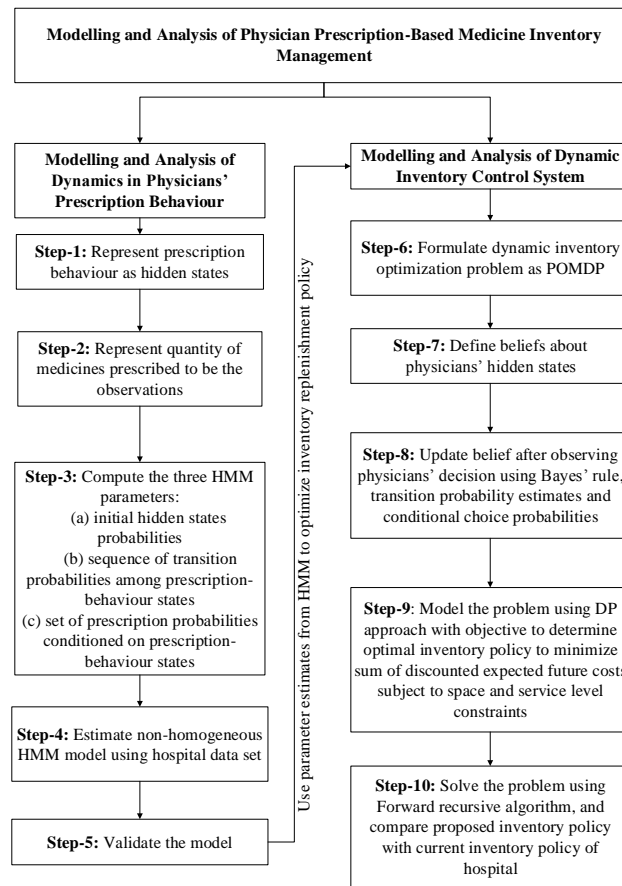 Modelling and Analysis of Physician Prescription-Based Medicine Inventory
Management
Modelling and Analysis of
Dynamics in Physicians'
Prescription Behaviour
Step-1: Represent prescription
behaviour as hidden states
Step-2: Represent quantity of
medicines prescribed to be the
observations
Step-3: Compute the three HMM
parameters:
(a) initial hidden states
probabilities
(b) sequence of transition
probabilities among prescription-
behaviour states
(c) set of prescription probabilities
conditioned on prescription-
behaviour states
Step-4: Estimate non-homogeneous
HMM model using hospital data set
Step-5: Validate the model
Use parameter estimates from HMM to optimize inventory replenishment policy
Modelling and Analysis of Dynamic
Inventory Control System
Step-6: Formulate dynamic inventory
optimization problem as POMDP
Step-7: Define beliefs about
physicians' hidden states
Step-8: Update belief after observing
physicians' decision using Bayes' rule,
transition probability estimates and
conditional choice probabilities
Step-9: Model the problem using DP
approach with objective to determine
optimal inventory policy to minimize
sum of discounted expected future costs
subject to space and service level
constraints
Step-10: Solve the problem using
Forward recursive algorithm, and
compare proposed inventory policy
with current inventory policy of
hospital